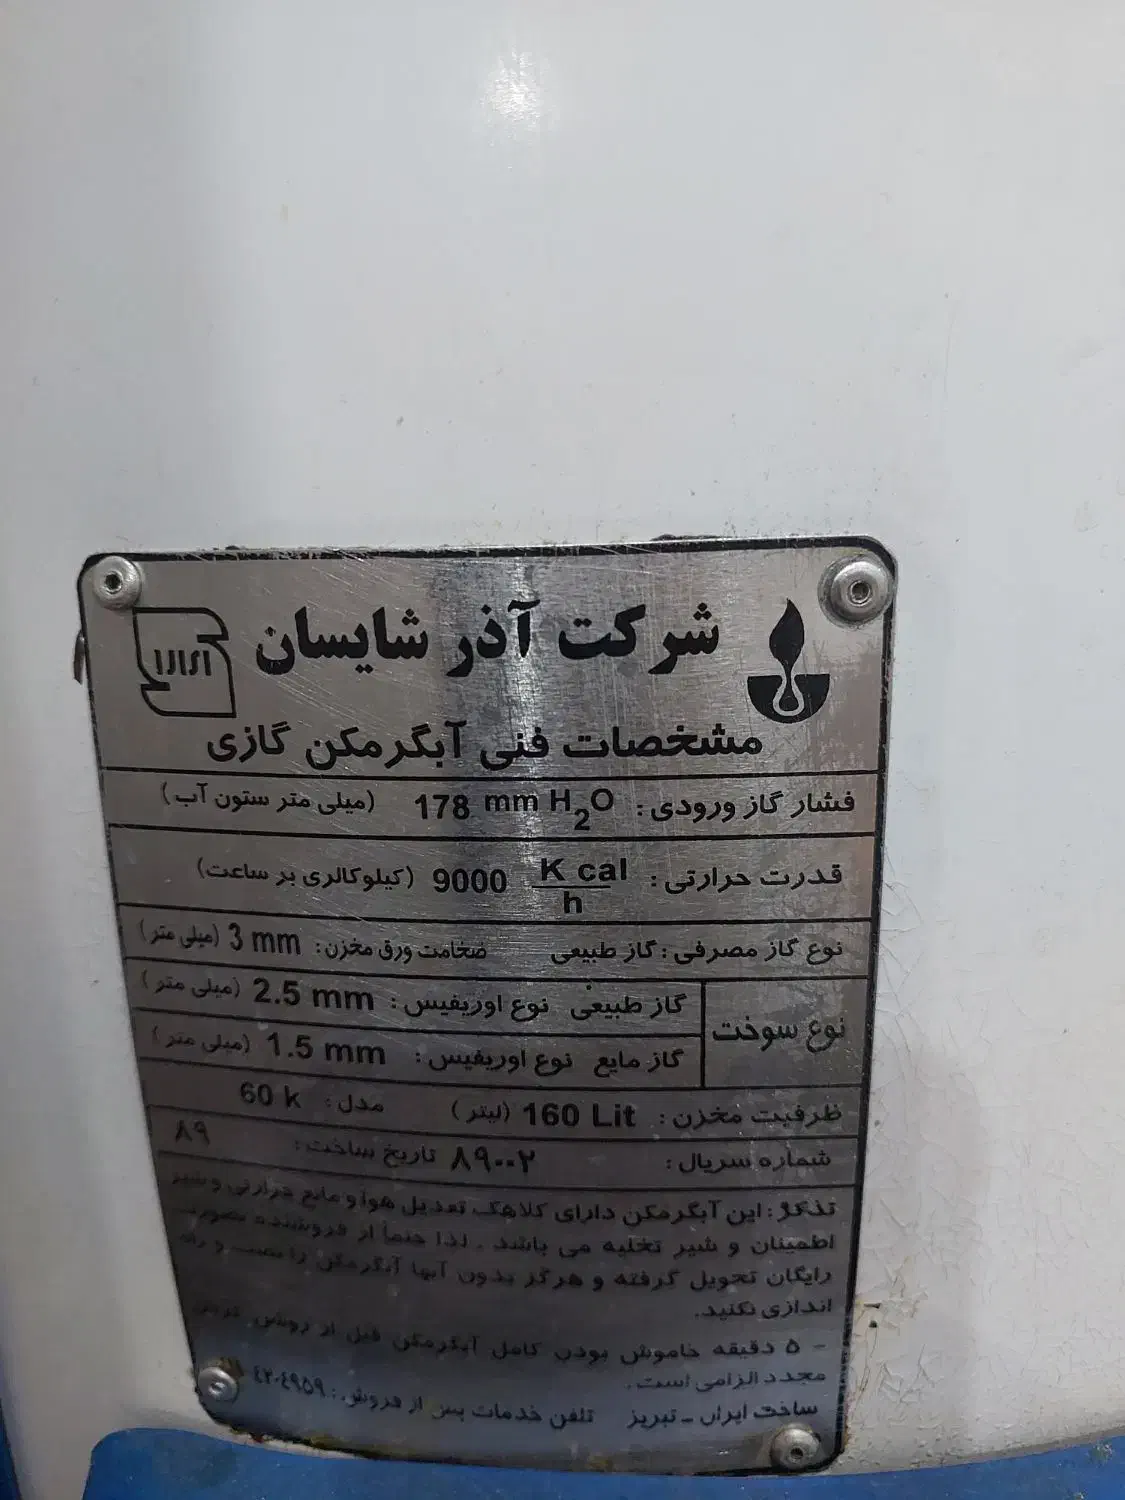 شرکت آذر شایسان
مشخصات فنی آبگرمکن گازی
فشار گاز ورودی: 178 mm H2O (میلی متر ستون آب)
قدرت حرارتی: 9000 K cal/h (کیلوکالری بر ساعت)
نوع گاز مصرفی: گاز طبیعی ضخامت ورق مخزن: 3 mm (میلی متر)
نوع سوخت
گاز طبیعی نوع اوریفیس: 2.5 mm (میلی متر)
گاز مایع نوع اوریفیس: 1.5 mm (میلی متر)
ظرفیت مخزن: 160 Lit (لیتر) مدل: 60 k
شماره سریال: ۸۹۰۰۲ تاریخ ساخت: ۸۹
تذکر: این آبگرمکن دارای کلاهک تعدیل هوا و مایع حرارتی و شیر
اطمینان و شیر تخلیه می باشد. لذا حتماً از فروشنده بصورت
رایگان تحویل گرفته و هرگز بدون آنها آبگرمکن را نصب و راه
اندازی نکنید.
- ۵ دقیقه خاموش بودن کامل آبگرمکن قبل از روشن کردن
مجدد الزامی است.
ساخت ایران - تبریز تلفن خدمات پس از فروش: ۴۲۰۴۹۵۹